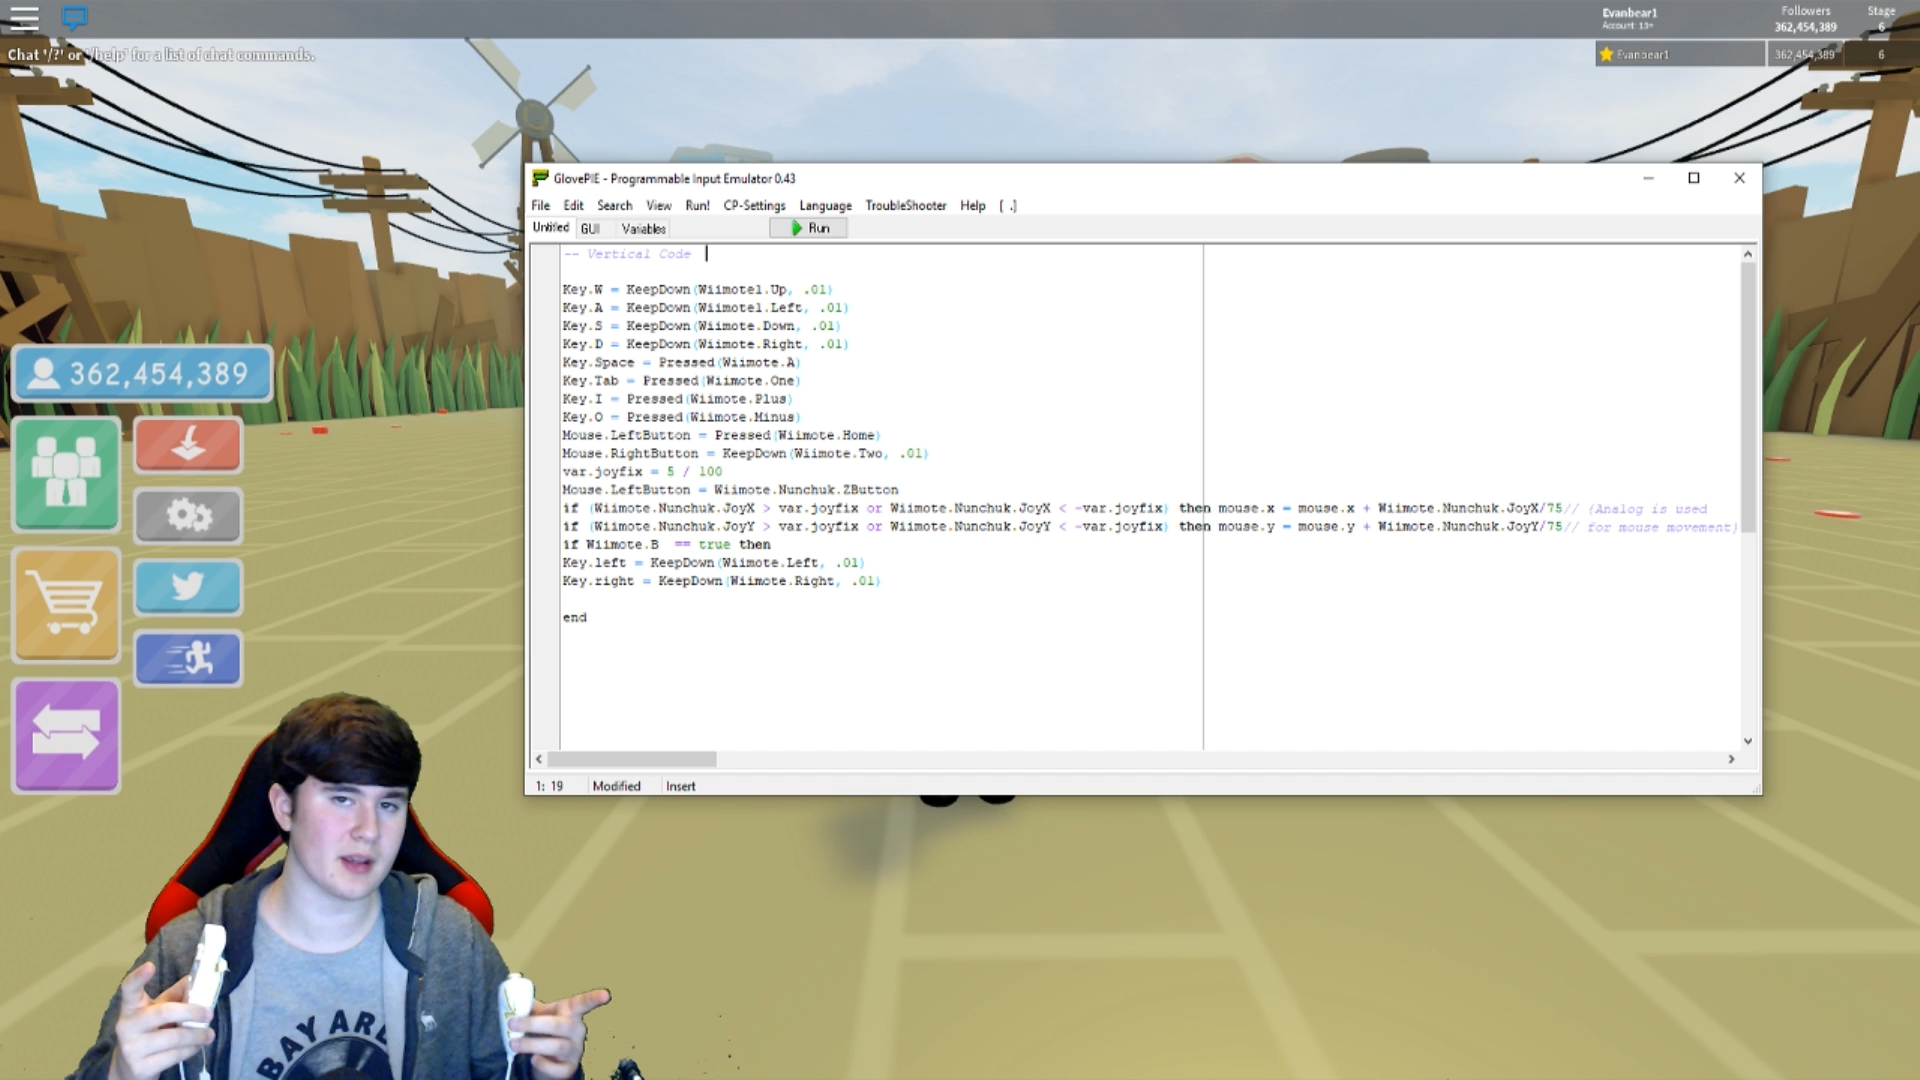 Evanbear1
Account: 13+
Followers
362,454,389
Stage
6
Chat '/?' or '/help' for a list of chat commands.
Evanbear1
362,454,389
6
GlovePIE - Programmable Input Emulator 0.43
File Edit Search View Run! CP-Settings Language TroubleShooter Help [ .]
Untitled GUI Variables Run
-- Vertical Code
Key.W = KeepDown(Wiimote1.Up, .01)
Key.A = KeepDown(Wiimote1.Left, .01)
Key.S = KeepDown(Wiimote.Down, .01)
Key.D = KeepDown(Wiimote.Right, .01)
Key.Space = Pressed(Wiimote.A)
Key.Tab = Pressed(Wiimote.One)
Key.I = Pressed(Wiimote.Plus)
Key.O = Pressed(Wiimote.Minus)
Mouse.LeftButton = Pressed(Wiimote.Home)
Mouse.RightButton = KeepDown(Wiimote.Two, .01)
var.joyfix = 5 / 100
Mouse.LeftButton = Wiimote.Nunchuk.ZButton
if (Wiimote.Nunchuk.JoyX > var.joyfix or Wiimote.Nunchuk.JoyX < -var.joyfix) then mouse.x = mouse.x + Wiimote.Nunchuk.JoyX/75// (Analog is used
if (Wiimote.Nunchuk.JoyY > var.joyfix or Wiimote.Nunchuk.JoyY < -var.joyfix) then mouse.y = mouse.y + Wiimote.Nunchuk.JoyY/75// for mouse movement)
if Wiimote.B == true then
Key.left = KeepDown(Wiimote.Left, .01)
Key.right = KeepDown(Wiimote.Right, .01)
end
1: 19 Modified Insert
362,454,389
BAY ARE